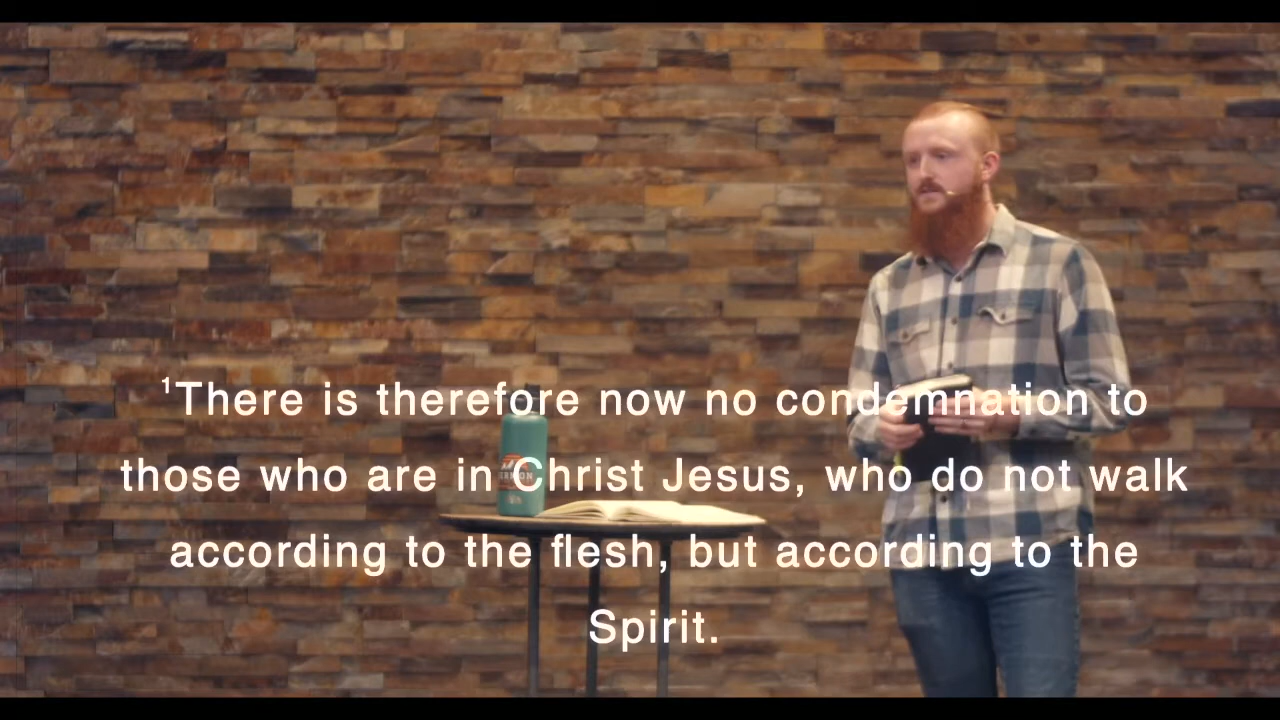 ¹There is therefore now no condemnation to
those who are in Christ Jesus, who do not walk
according to the flesh, but according to the
Spirit.